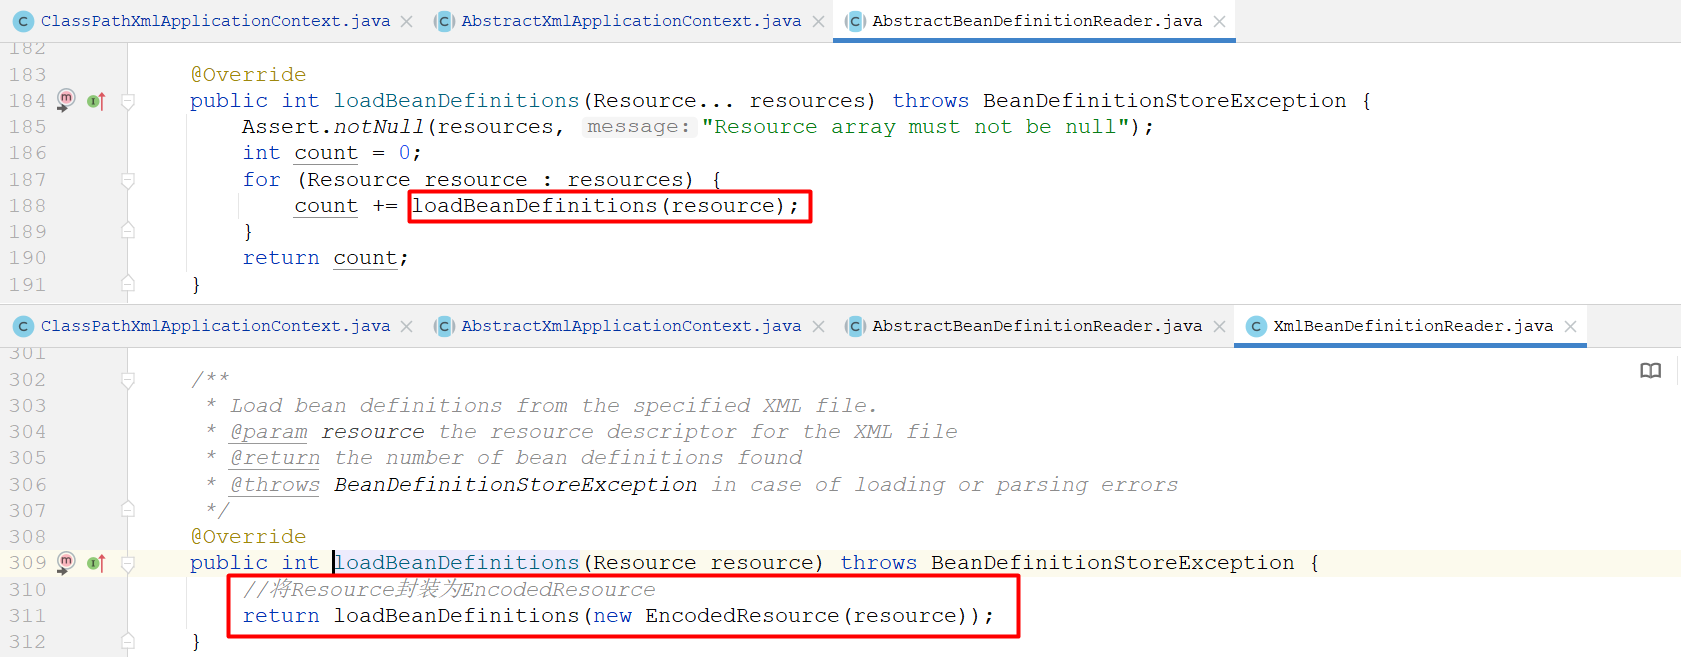 ClassPathXmlApplicationContext.java AbstractXmlApplicationContext.java AbstractBeanDefinitionReader.java
182
183 @Override
184 public int loadBeanDefinitions(Resource... resources) throws BeanDefinitionStoreException {
185 Assert.notNull(resources, message: "Resource array must not be null");
186 int count = 0;
187 for (Resource resource : resources) {
188 count += loadBeanDefinitions(resource);
189 }
190 return count;
191 }
ClassPathXmlApplicationContext.java AbstractXmlApplicationContext.java AbstractBeanDefinitionReader.java XmlBeanDefinitionReader.java
301
302 /**
303 * Load bean definitions from the specified XML file.
304 * @param resource the resource descriptor for the XML file
305 * @return the number of bean definitions found
306 * @throws BeanDefinitionStoreException in case of loading or parsing errors
307 */
308 @Override
309 public int loadBeanDefinitions(Resource resource) throws BeanDefinitionStoreException {
310 //将Resource封装为EncodedResource
311 return loadBeanDefinitions(new EncodedResource(resource));
312 }